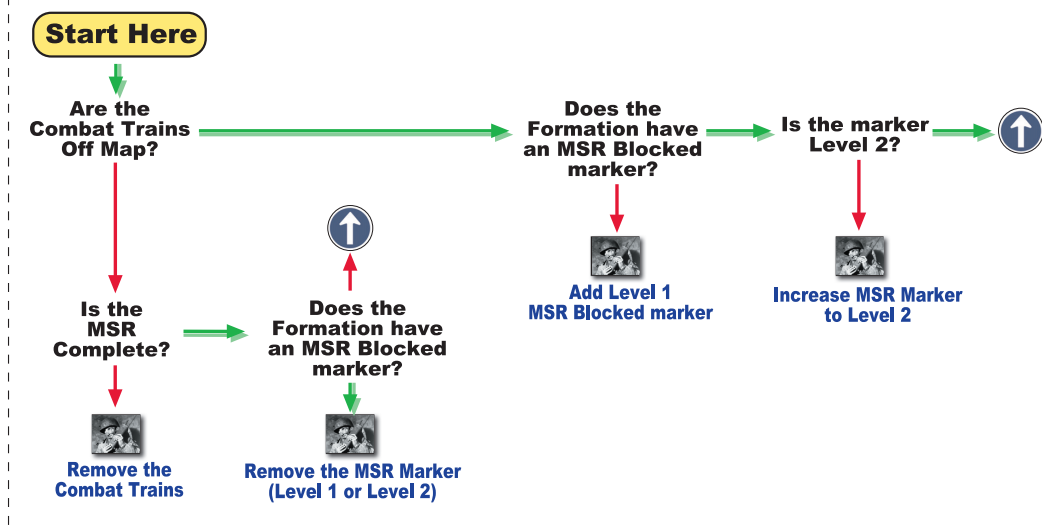 Start Here
Are the
Combat Trains
Off Map?
Does the
Formation have
an MSR Blocked
marker?
Is the marker
Level 2?
Add Level 1
MSR Blocked marker
Increase MSR Marker
to Level 2
Is the
MSR
Complete?
Does the
Formation have
an MSR Blocked
marker?
Remove the
Combat Trains
Remove the MSR Marker
(Level 1 or Level 2)